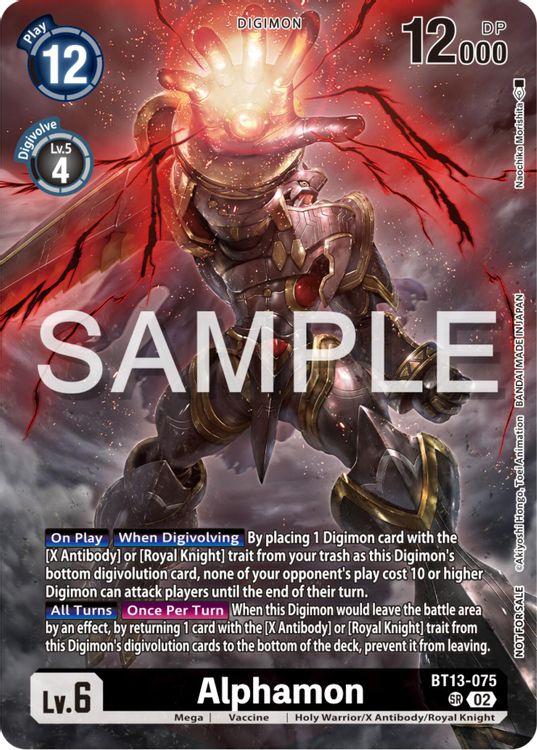 Play
12
DIGIMON
12000
DP
Digivolve
Lv.5
4
Naochika Morishita
SAMPLE
©Akiyoshi Hongo, Toei Animation BANDAI MADE IN JAPAN
NOT FOR SALE
On Play When Digivolving By placing 1 Digimon card with the
[X Antibody] or [Royal Knight] trait from your trash as this Digimon's
bottom digivolution card, none of your opponent's play cost 10 or higher
Digimon can attack players until the end of their turn.
All Turns Once Per Turn When this Digimon would leave the battle area
by an effect, by returning 1 card with the [X Antibody] or [Royal Knight] trait from
this Digimon's digivolution cards to the bottom of the deck, prevent it from leaving.
Lv.6
Alphamon
BT13-075
SR 02
Mega | Vaccine | Holy Warrior/X Antibody/Royal Knight